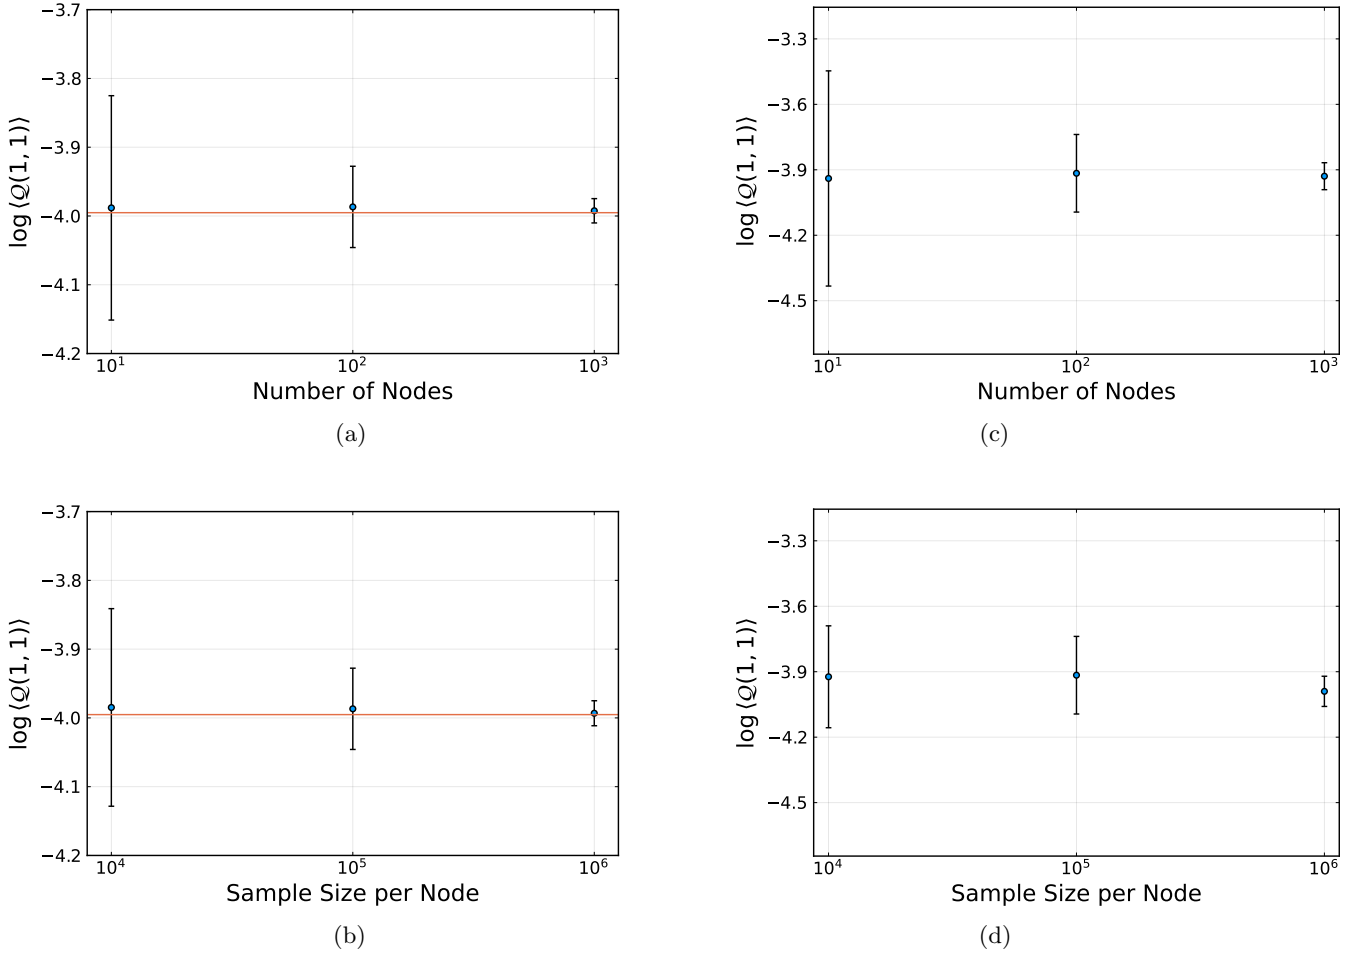 −3.7
−3.8
−3.9
−4.0
−4.1
−4.2
log ⟨𝒬(1, 1)⟩
10¹ 10² 10³
Number of Nodes
(a)
−3.3
−3.6
−3.9
−4.2
−4.5
log ⟨𝒬(1, 1)⟩
10¹ 10² 10³
Number of Nodes
(c)
−3.7
−3.8
−3.9
−4.0
−4.1
−4.2
log ⟨𝒬(1, 1)⟩
10⁴ 10⁵ 10⁶
Sample Size per Node
(b)
−3.3
−3.6
−3.9
−4.2
−4.5
log ⟨𝒬(1, 1)⟩
10⁴ 10⁵ 10⁶
Sample Size per Node
(d)